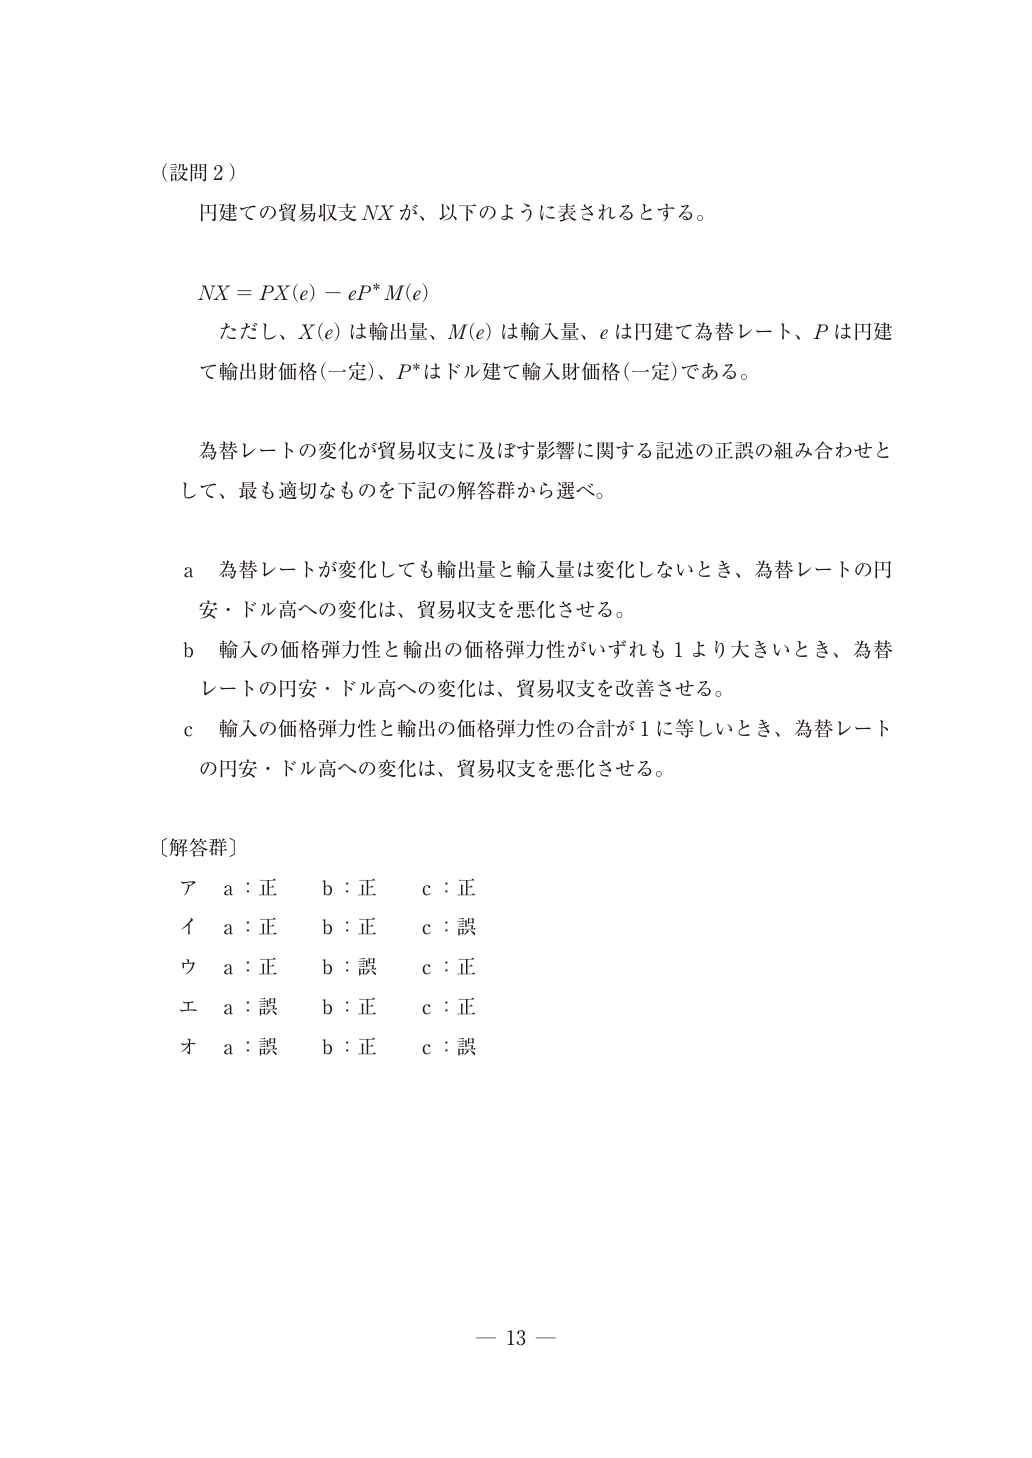 （設問２）
円建ての貿易収支 NX が、以下のように表されるとする。
NX = PX(e) − eP* M(e)
ただし、X(e) は輸出量、M(e) は輸入量、e は円建て為替レート、P は円建
て輸出財価格(一定)、P*はドル建て輸入財価格(一定)である。
為替レートの変化が貿易収支に及ぼす影響に関する記述の正誤の組み合わせと
して、最も適切なものを下記の解答群から選べ。
a 為替レートが変化しても輸出量と輸入量は変化しないとき、為替レートの円
安・ドル高への変化は、貿易収支を悪化させる。
b 輸入の価格弾力性と輸出の価格弾力性がいずれも１より大きいとき、為替
レートの円安・ドル高への変化は、貿易収支を改善させる。
c 輸入の価格弾力性と輸出の価格弾力性の合計が１に等しいとき、為替レート
の円安・ドル高への変化は、貿易収支を悪化させる。
〔解答群〕
ア a：正 b：正 c：正
イ a：正 b：正 c：誤
ウ a：正 b：誤 c：正
エ a：誤 b：正 c：正
オ a：誤 b：正 c：誤
― 13 ―